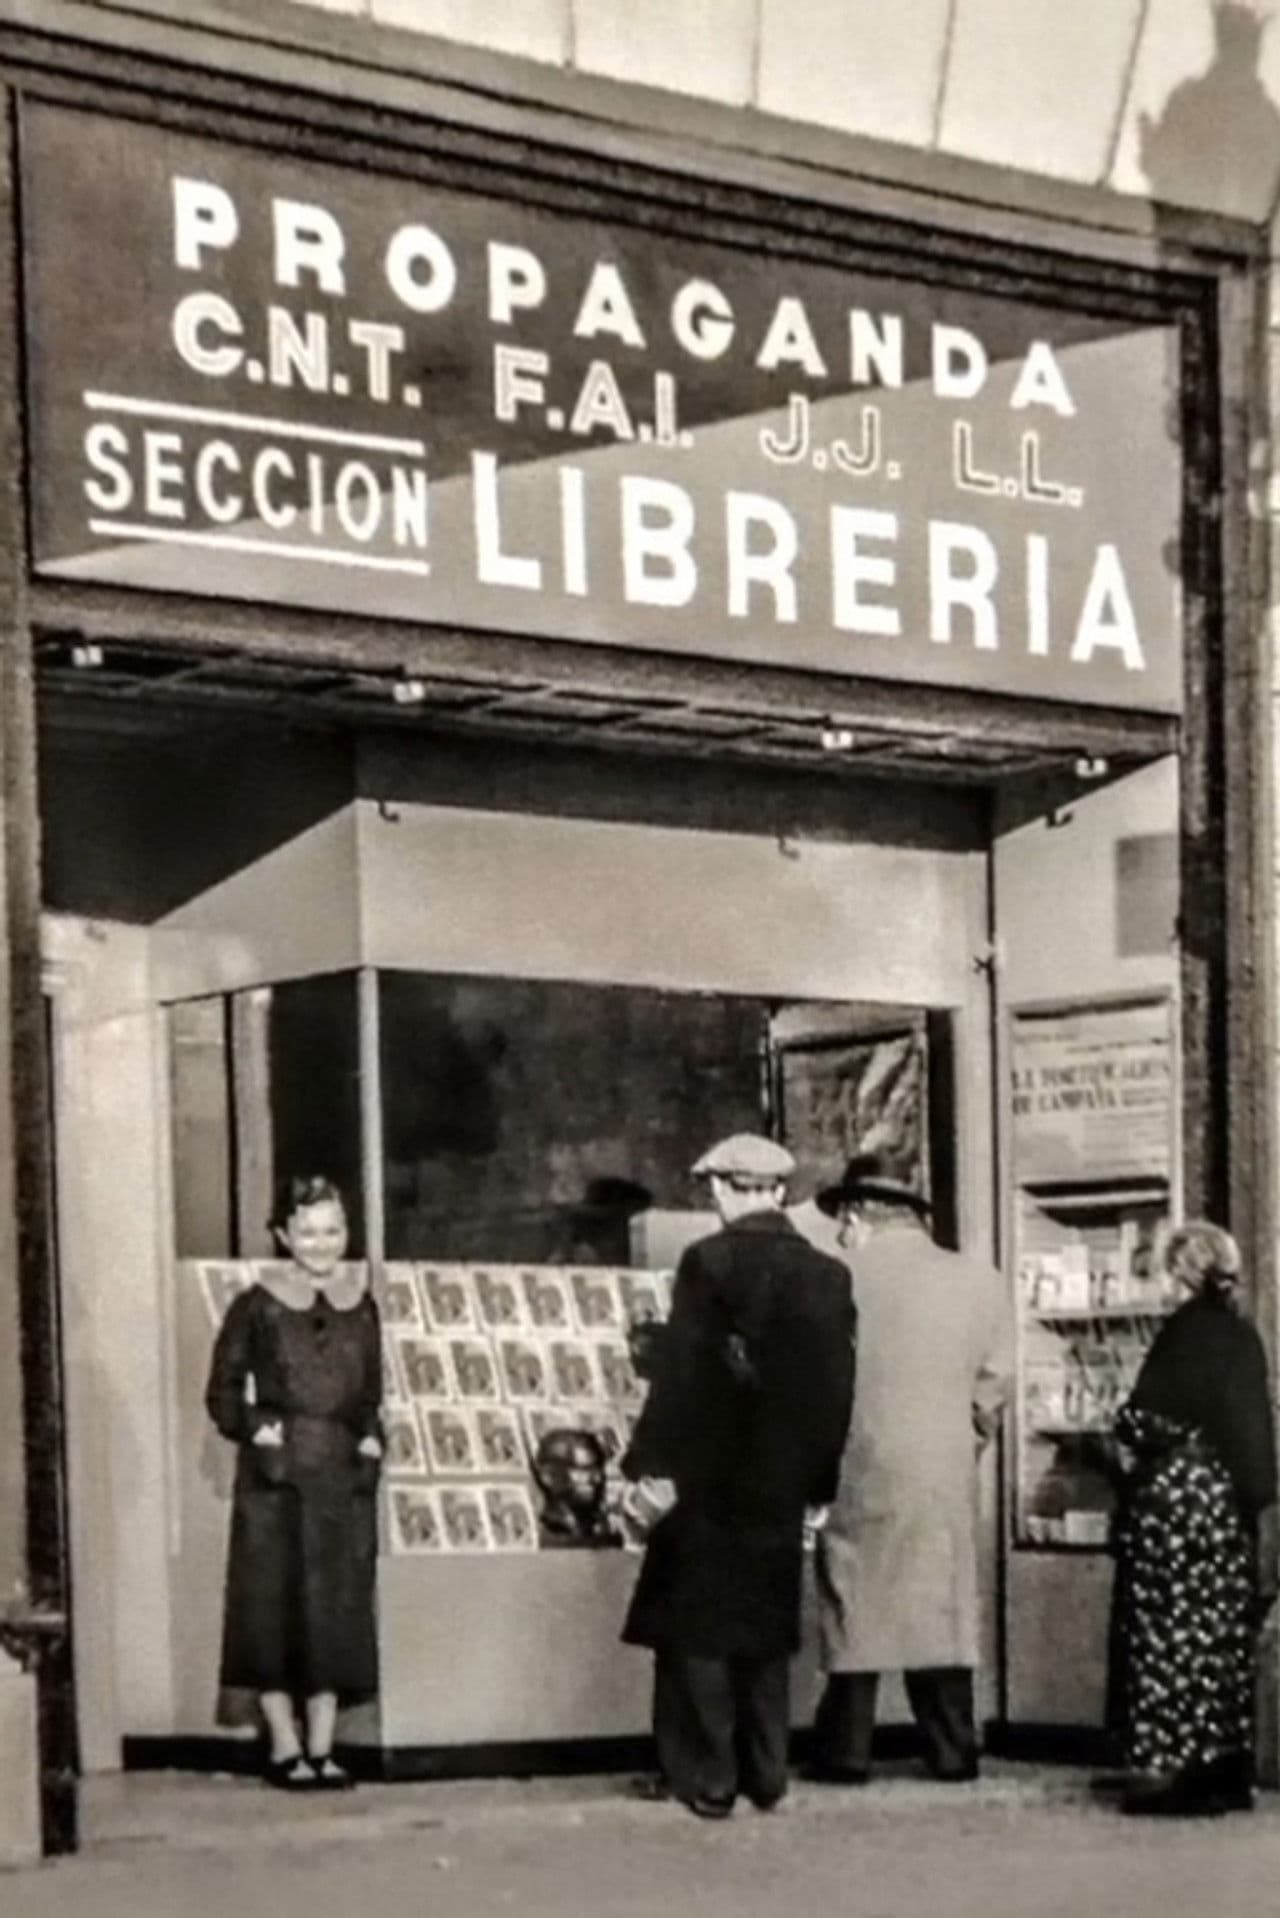 PROPAGANDA
C.N.T. F.A.I. J.J. L.L.
SECCION LIBRERIA